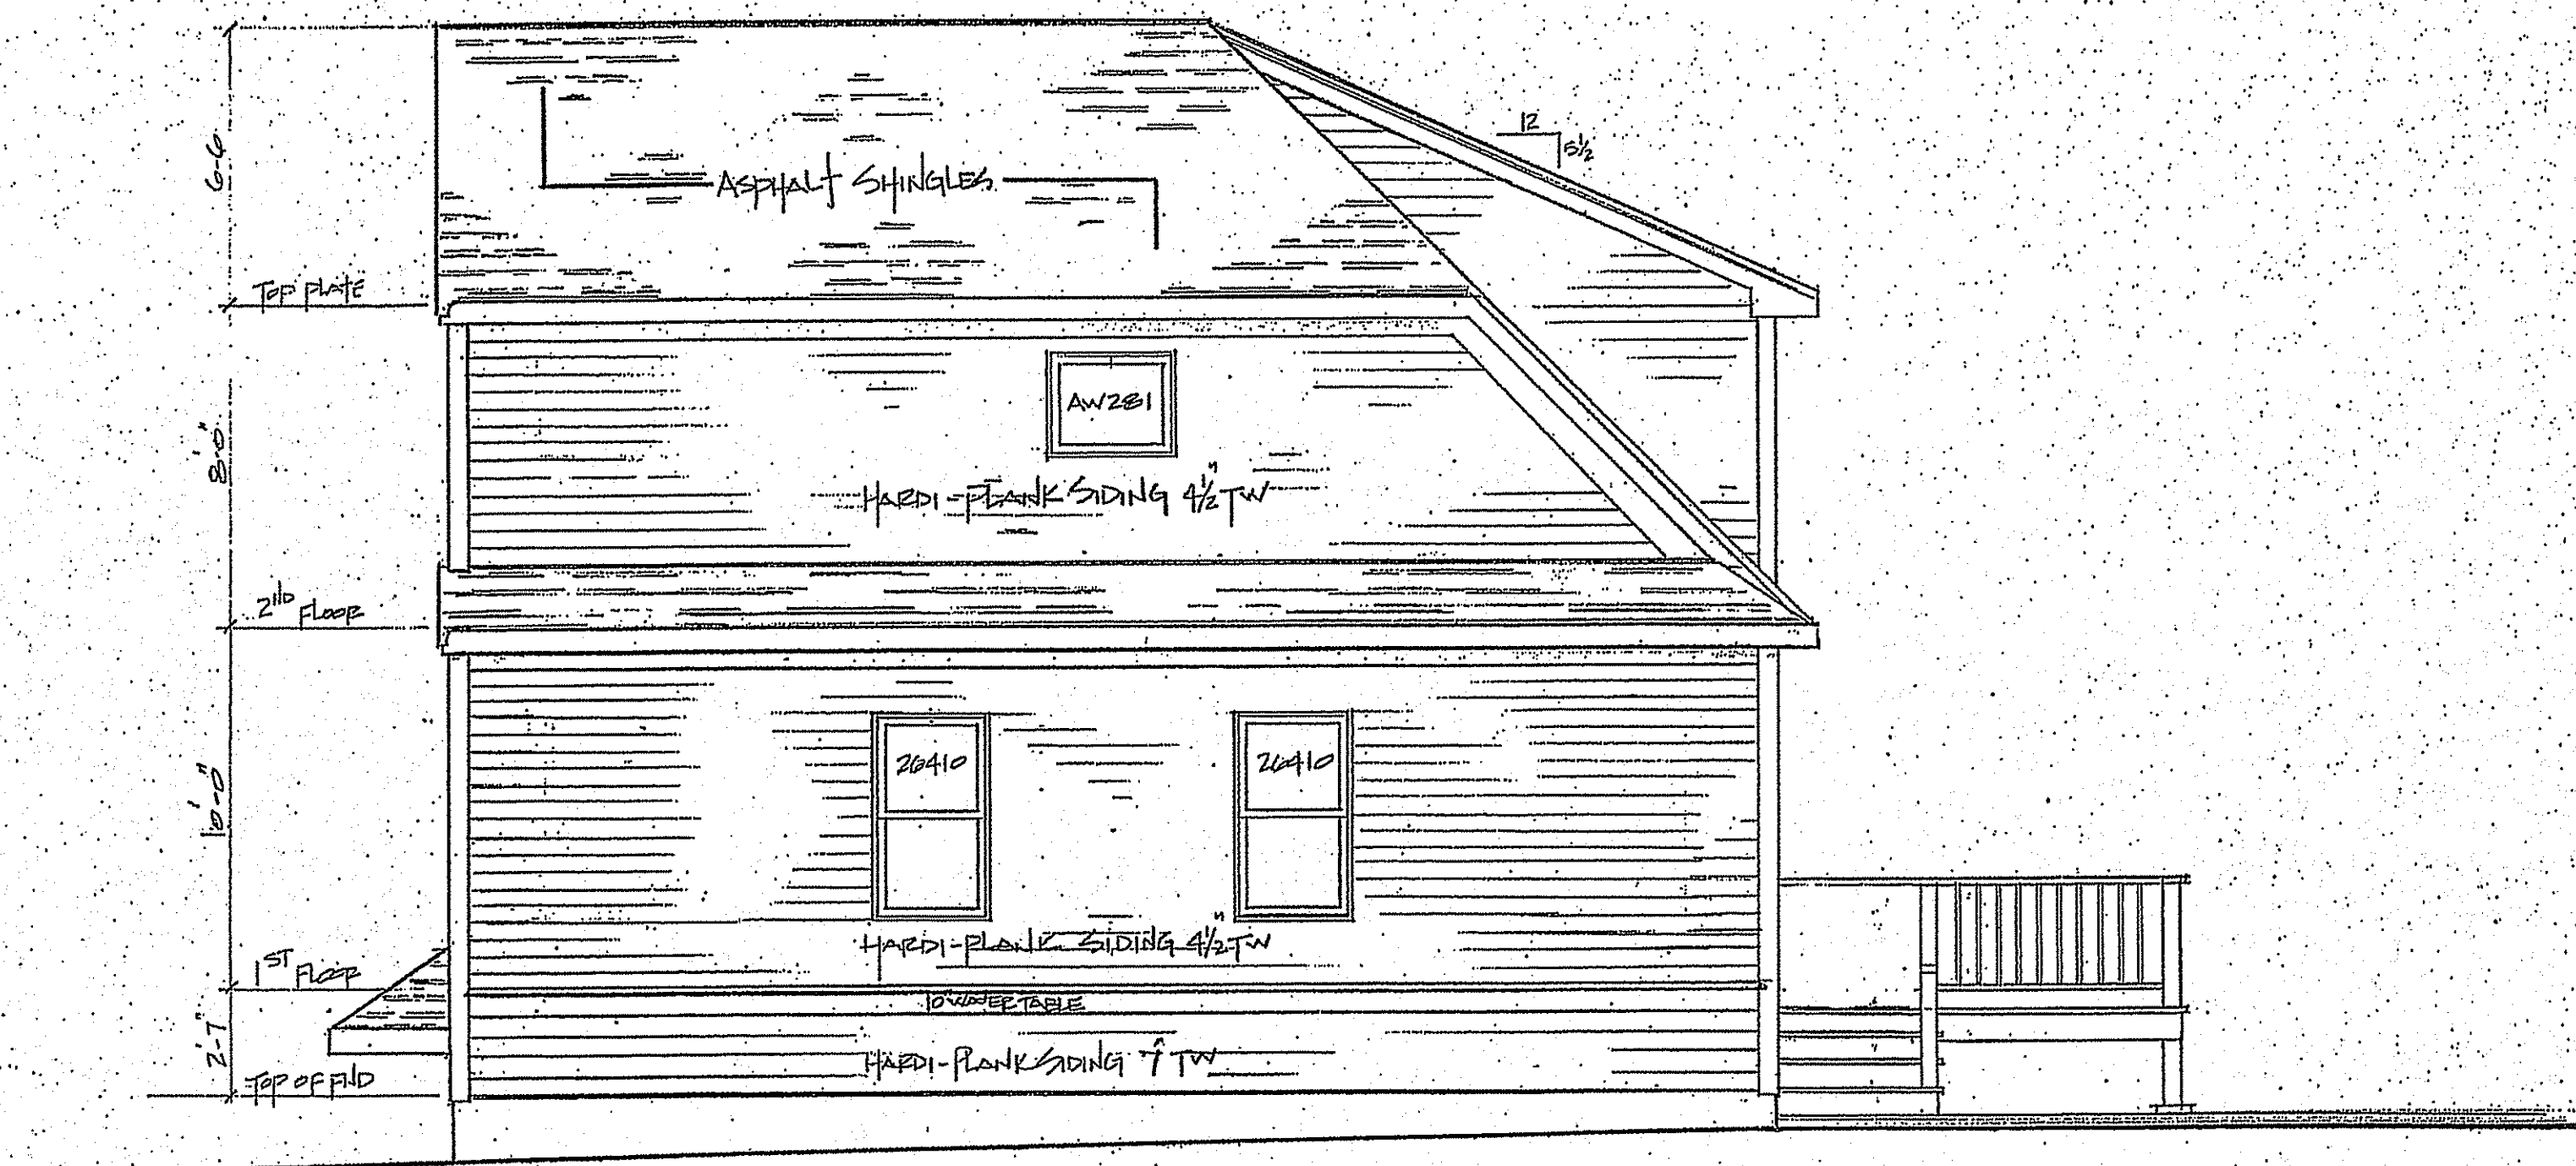 12
5½
6-6
ASPHALT SHINGLES
TOP PLATE
AW281
8'-0"
HARDI-PLANK SIDING 4½" TW
2ND FLOOR
26410
26410
10'-0"
HARDI-PLANK SIDING 4½" TW
1ST FLOOR
10" WATER TABLE
2'-7"
HARDI-PLANK SIDING 7" TW
TOP OF FND